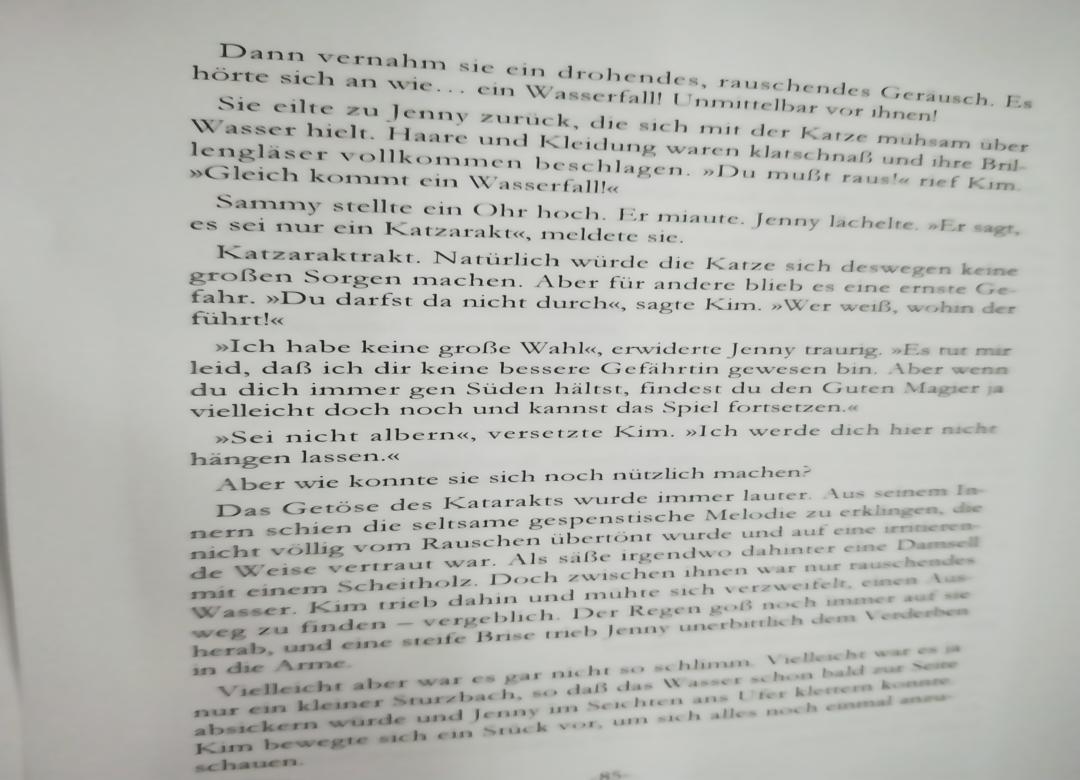 Dann vernahm sie ein drohendes, rauschendes Geräusch. Es
hörte sich an wie… ein Wasserfall! Unmittelbar vor ihnen!
Sie eilte zu Jenny zurück, die sich mit der Katze mühsam über
Wasser hielt. Haare und Kleidung waren klatschnaß und ihre Bril-
lengläser vollkommen beschlagen. »Du mußt raus!« rief Kim.
»Gleich kommt ein Wasserfall!«
Sammy stellte ein Ohr hoch. Er miaute. Jenny lächelte. »Er sagt,
es sei nur ein Katzarakt«, meldete sie.
Katzaraktrakt. Natürlich würde die Katze sich deswegen keine
großen Sorgen machen. Aber für andere blieb es eine ernste Ge-
fahr. »Du darfst da nicht durch«, sagte Kim. »Wer weiß, wohin der
führt!«
»Ich habe keine große Wahl«, erwiderte Jenny traurig. »Es tut mir
leid, daß ich dir keine bessere Gefährtin gewesen bin. Aber wenn
du dich immer gen Süden hältst, findest du den Guten Magier ja
vielleicht doch noch und kannst das Spiel fortsetzen.«
»Sei nicht albern«, versetzte Kim. »Ich werde dich hier nicht
hängen lassen.«
Aber wie konnte sie sich noch nützlich machen?
Das Getöse des Katarakts wurde immer lauter. Aus seinem In-
nern schien die seltsame gespenstische Melodie zu erklingen, die
nicht völlig vom Rauschen übertönt wurde und auf eine irritieren-
de Weise vertraut war. Als säße irgendwo dahinter eine Damsell
mit einem Scheitholz. Doch zwischen ihnen war nur rauschendes
Wasser. Kim trieb dahin und mühte sich verzweifelt, einen Aus-
weg zu finden – vergeblich. Der Regen goß noch immer auf sie
herab, und eine steife Brise trieb Jenny unerbittlich dem Verderben
in die Arme.
Vielleicht aber war es gar nicht so schlimm. Vielleicht war es ja
nur ein kleiner Sturzbach, so daß das Wasser schon bald zur Seite
absickern würde und Jenny im Seichten ans Ufer klettern konnte.
Kim bewegte sich ein Stück vor, um sich alles noch einmal anzu-
schauen.
-85-